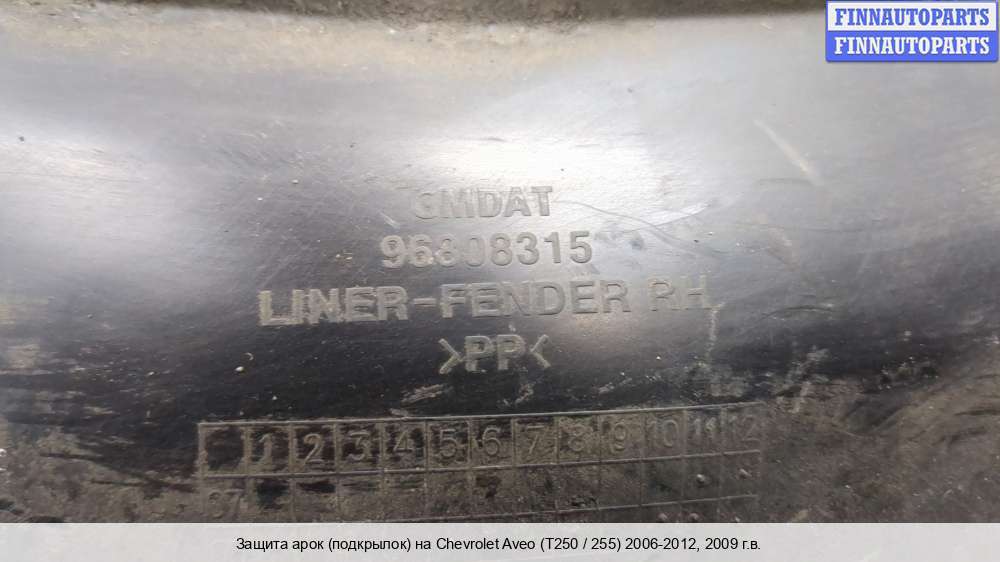 FINNAUTOPARTS
FINNAUTOPARTS
GMDAT
96808315
LINER-FENDER RH
>PP<
1 2 3 4 5 6 7 8 9 10 11 12
07
Защита арок (подкрылок) на Chevrolet Aveo (T250 / 255) 2006-2012, 2009 г.в.